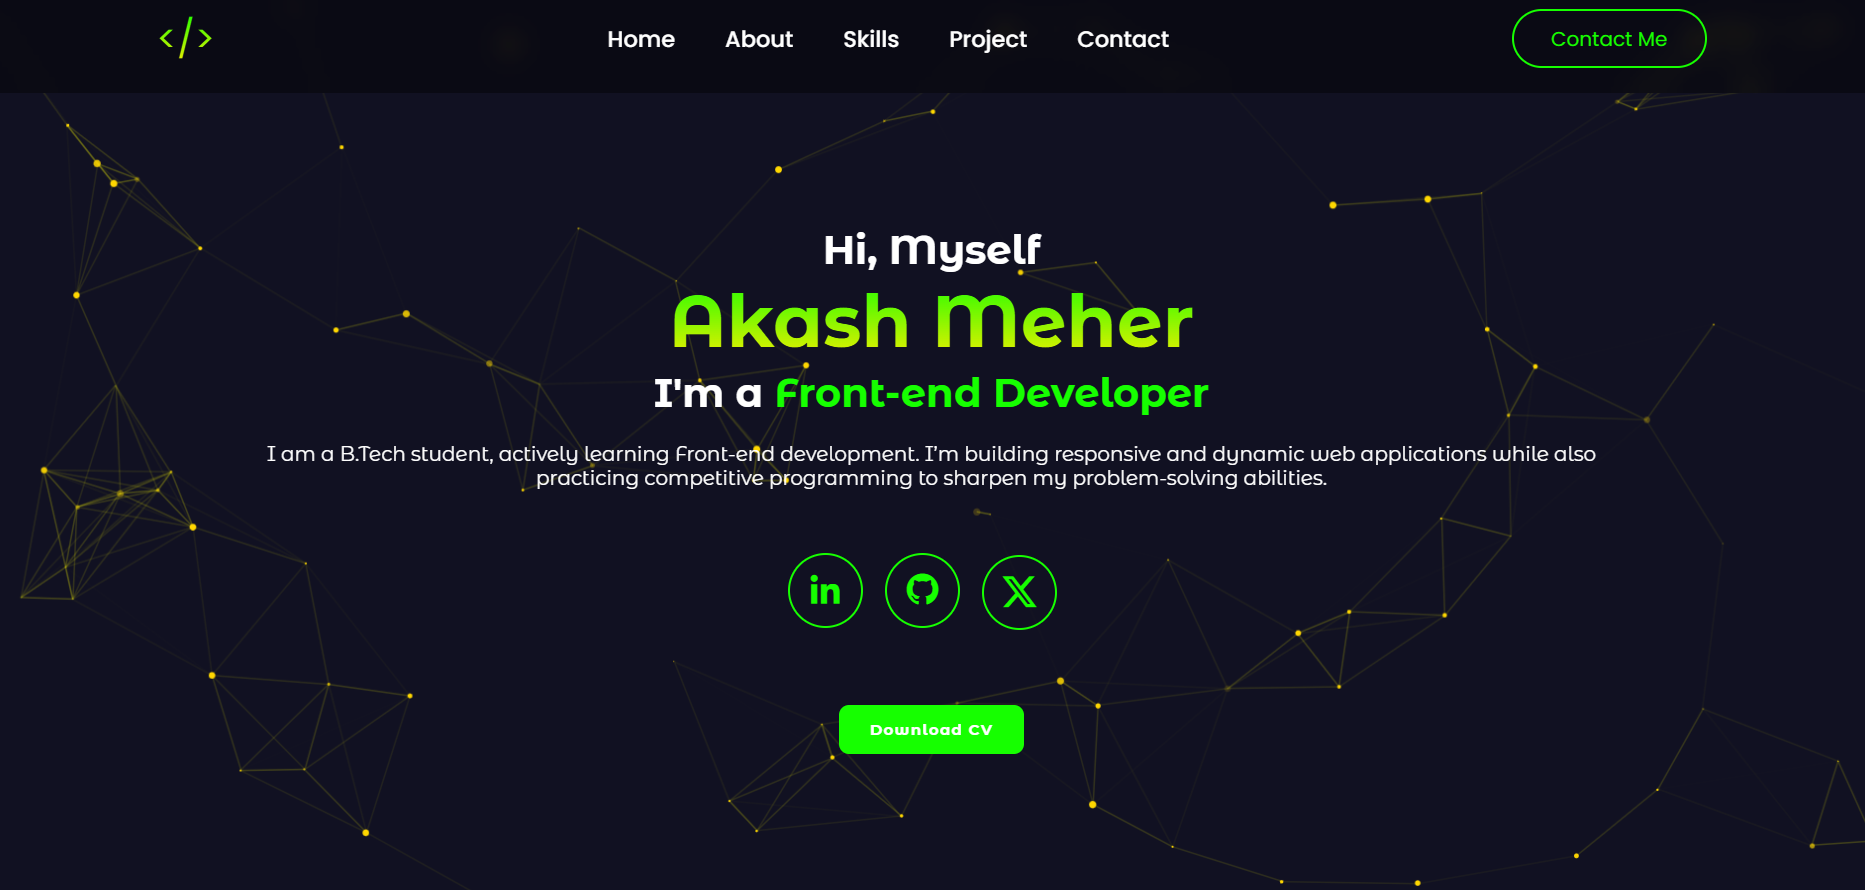 </>
Home
About
Skills
Project
Contact
Contact Me
Hi, Myself
Akash Meher
I'm a Front-end Developer
I am a B.Tech student, actively learning Front-end development. I’m building responsive and dynamic web applications while also
practicing competitive programming to sharpen my problem-solving abilities.
in
X
Download CV